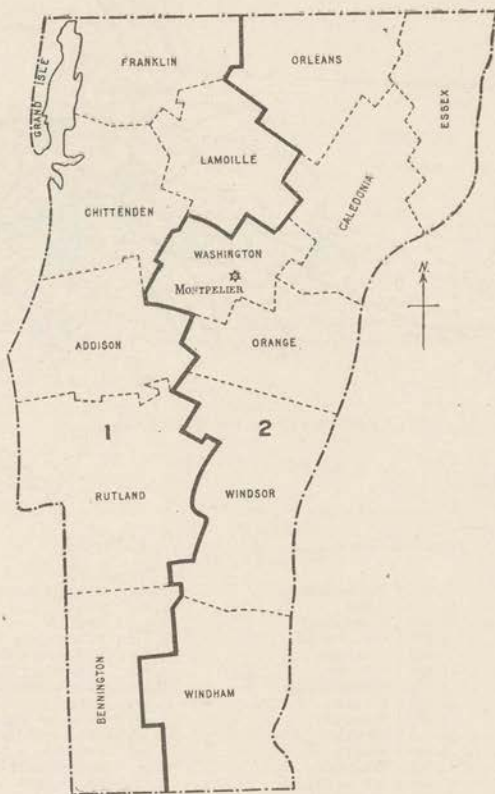 FRANKLIN
ORLEANS
GRAND ISLE
ESSEX
LAMOILLE
CALEDONIA
CHITTENDEN
WASHINGTON
MONTPELIER
N.
ADDISON
ORANGE
1
2
RUTLAND
WINDSOR
BENNINGTON
WINDHAM